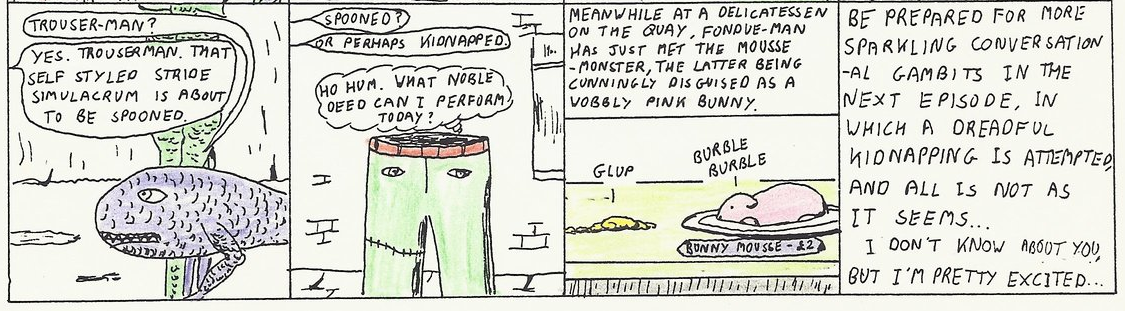 TROUSER-MAN?
YES. TROUSERMAN. THAT
SELF STYLED STRIDE
SIMULACRUM IS ABOUT
TO BE SPOONED.
SPOONED?
OR PERHAPS KIDNAPPED.
HO HUM. WHAT NOBLE
DEED CAN I PERFORM
TODAY?
MEANWHILE AT A DELICATESSEN
ON THE QUAY, FONDUE-MAN
HAS JUST MET THE MOUSSE
-MONSTER, THE LATTER BEING
CUNNINGLY DISGUISED AS A
WOBBLY PINK BUNNY.
GLUP
BURBLE
BURBLE
BUNNY MOUSSE - £2
BE PREPARED FOR MORE
SPARKLING CONVERSATION
-AL GAMBITS IN THE
NEXT EPISODE, IN
WHICH A DREADFUL
KIDNAPPING IS ATTEMPTED,
AND ALL IS NOT AS
IT SEEMS...
I DON'T KNOW ABOUT YOU,
BUT I'M PRETTY EXCITED...